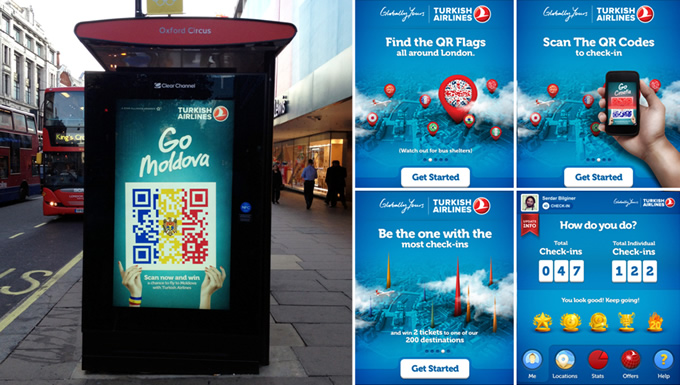 Oxford Circus
Clear Channel
TURKISH
AIRLINES
Go
Moldova
Scan now and win
a chance to fly to Moldova
with Turkish Airlines
King's
Globally Yours
TURKISH
AIRLINES
Find the QR Flags
all around London.
(Watch out for bus shelters)
Get Started
Globally Yours
TURKISH
AIRLINES
Scan The QR Codes
to check-in
Go
Canada
Get Started
Globally Yours
TURKISH
AIRLINES
Be the one with the
most check-ins
and win 2 tickets to one of our
200 destinations
Get Started
Serdar Bilginer
CHECK-IN
Globally Yours
TURKISH
AIRLINES
UPDATE
INFO
How do you do?
Total
Check-ins
047
Total Individual
Check-ins
122
You look good! Keep going!
Me
Locations
Stats
Offers
Help